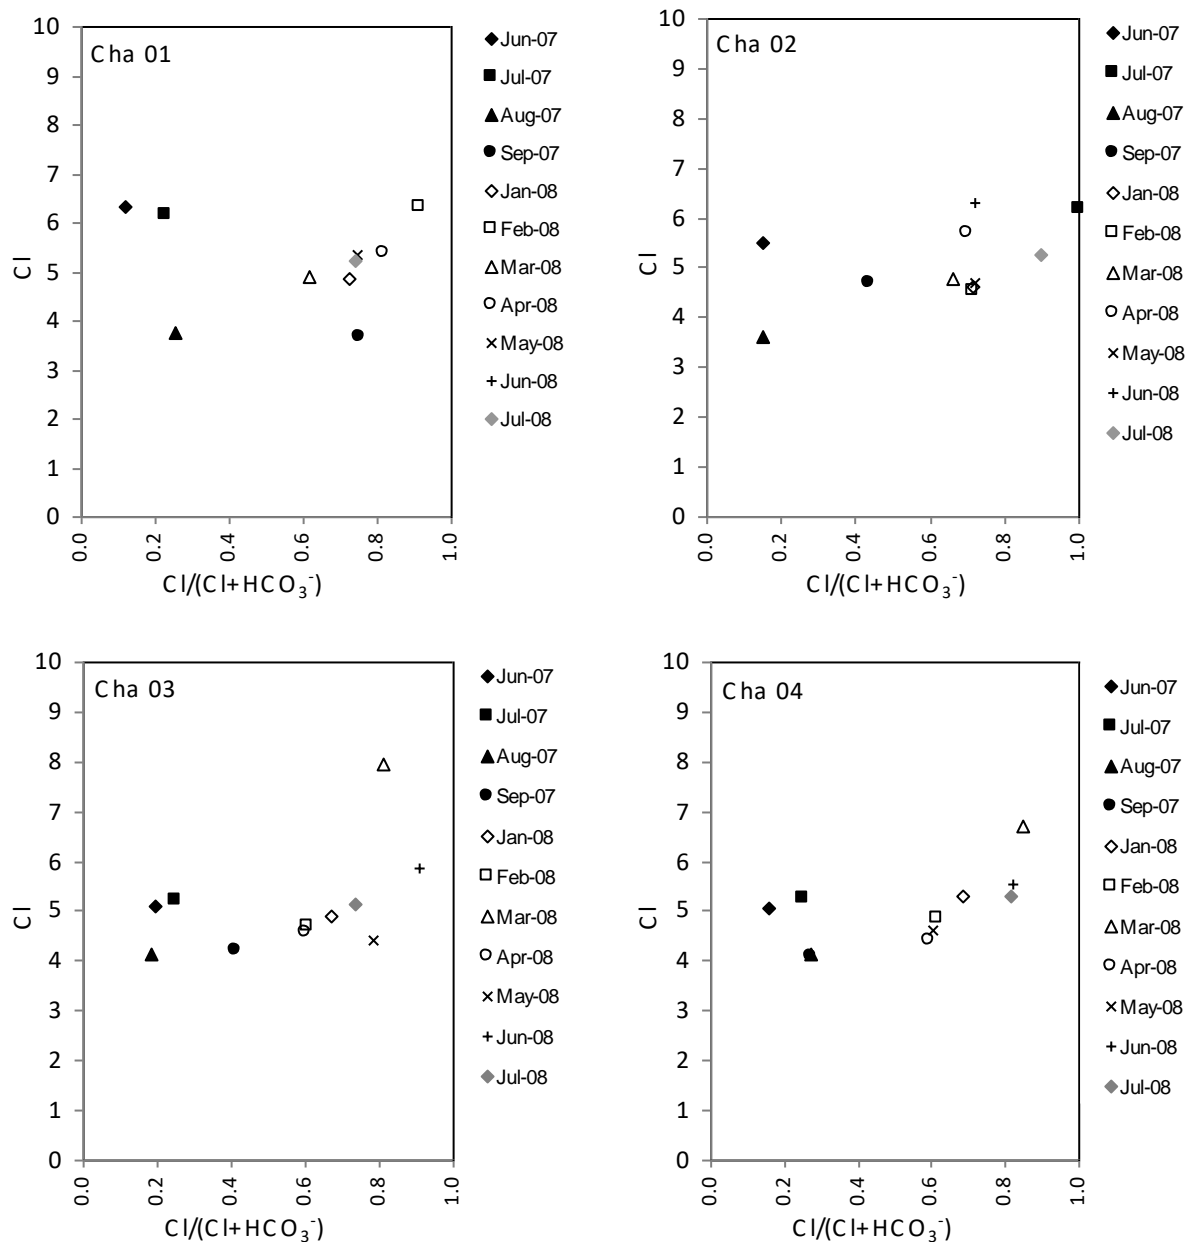 Cha 01
10
9
8
7
6
5
4
3
2
1
0
Cl
0.0
0.2
0.4
0.6
0.8
1.0
Cl/(Cl+HCO₃⁻)
Jun-07
Jul-07
Aug-07
Sep-07
Jan-08
Feb-08
Mar-08
Apr-08
May-08
Jun-08
Jul-08
Cha 02
10
9
8
7
6
5
4
3
2
1
0
Cl
0.0
0.2
0.4
0.6
0.8
1.0
Cl/(Cl+HCO₃⁻)
Jun-07
Jul-07
Aug-07
Sep-07
Jan-08
Feb-08
Mar-08
Apr-08
May-08
Jun-08
Jul-08
Cha 03
10
9
8
7
6
5
4
3
2
1
0
Cl
0.0
0.2
0.4
0.6
0.8
1.0
Cl/(Cl+HCO₃⁻)
Jun-07
Jul-07
Aug-07
Sep-07
Jan-08
Feb-08
Mar-08
Apr-08
May-08
Jun-08
Jul-08
Cha 04
10
9
8
7
6
5
4
3
2
1
0
Cl
0.0
0.2
0.4
0.6
0.8
1.0
Cl/(Cl+HCO₃⁻)
Jun-07
Jul-07
Aug-07
Sep-07
Jan-08
Feb-08
Mar-08
Apr-08
May-08
Jun-08
Jul-08